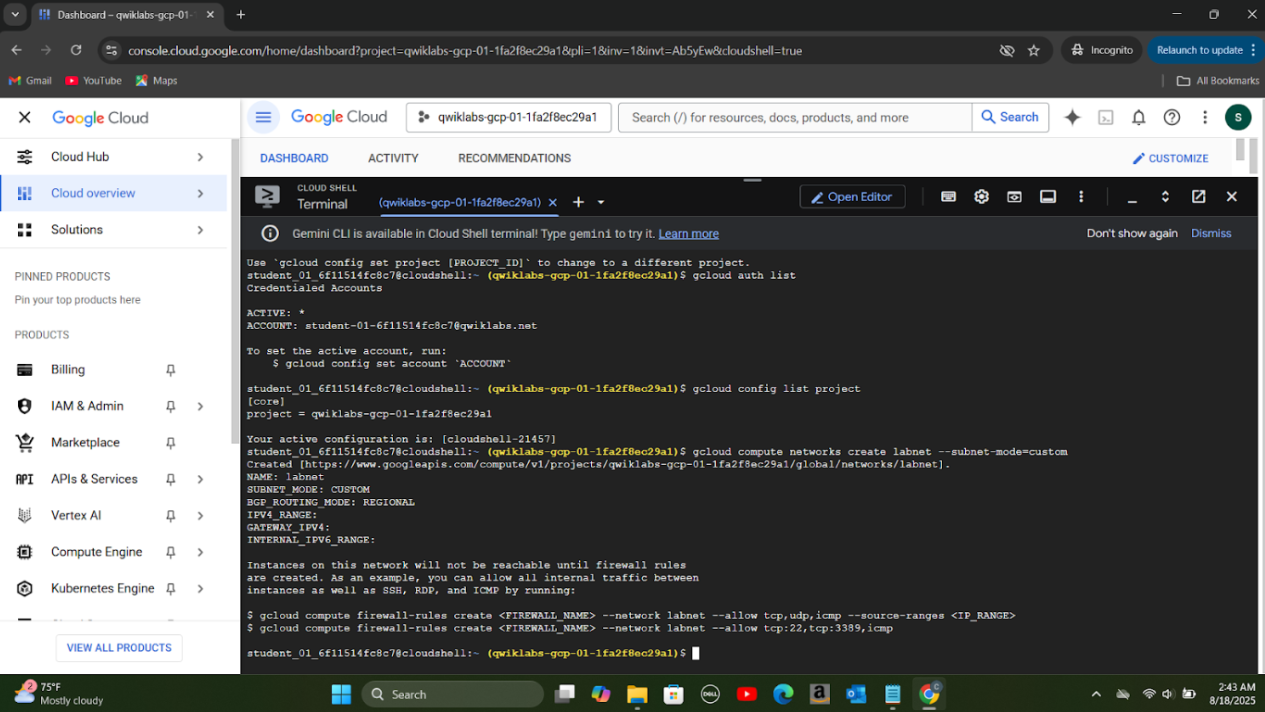 Dashboard – qwiklabs-gcp-01-
console.cloud.google.com/home/dashboard?project=qwiklabs-gcp-01-1fa2f8ec29a1&pli=1&inv=1&invt=Ab5yEw&cloudshell=true
Incognito
Relaunch to update
Gmail
YouTube
Maps
All Bookmarks
Google Cloud
Google Cloud
qwiklabs-gcp-01-1fa2f8ec29a1
Search (/) for resources, docs, products, and more
Search
S
Cloud Hub
Cloud overview
Solutions
PINNED PRODUCTS
Pin your top products here
PRODUCTS
Billing
IAM & Admin
Marketplace
API
APIs & Services
Vertex AI
Compute Engine
Kubernetes Engine
VIEW ALL PRODUCTS
DASHBOARD
ACTIVITY
RECOMMENDATIONS
CUSTOMIZE
CLOUD SHELL
Terminal
(qwiklabs-gcp-01-1fa2f8ec29a1)
Open Editor
Gemini CLI is available in Cloud Shell terminal! Type gemini to try it. Learn more
Don't show again
Dismiss
Use `gcloud config set project [PROJECT_ID]` to change to a different project.
student_01_6f11514fc8c7@cloudshell:~ (qwiklabs-gcp-01-1fa2f8ec29a1)$ gcloud auth list
Credentialed Accounts
ACTIVE: *
ACCOUNT: student-01-6f11514fc8c7@qwiklabs.net
To set the active account, run:
$ gcloud config set account `ACCOUNT`
student_01_6f11514fc8c7@cloudshell:~ (qwiklabs-gcp-01-1fa2f8ec29a1)$ gcloud config list project
[core]
project = qwiklabs-gcp-01-1fa2f8ec29a1
Your active configuration is: [cloudshell-21457]
student_01_6f11514fc8c7@cloudshell:~ (qwiklabs-gcp-01-1fa2f8ec29a1)$ gcloud compute networks create labnet --subnet-mode=custom
Created [https://www.googleapis.com/compute/v1/projects/qwiklabs-gcp-01-1fa2f8ec29a1/global/networks/labnet].
NAME: labnet
SUBNET_MODE: CUSTOM
BGP_ROUTING_MODE: REGIONAL
IPV4_RANGE:
GATEWAY_IPV4:
INTERNAL_IPV6_RANGE:
Instances on this network will not be reachable until firewall rules
are created. As an example, you can allow all internal traffic between
instances as well as SSH, RDP, and ICMP by running:
$ gcloud compute firewall-rules create <FIREWALL_NAME> --network labnet --allow tcp,udp,icmp --source-ranges <IP_RANGE>
$ gcloud compute firewall-rules create <FIREWALL_NAME> --network labnet --allow tcp:22,tcp:3389,icmp
student_01_6f11514fc8c7@cloudshell:~ (qwiklabs-gcp-01-1fa2f8ec29a1)$
2
75°F
Mostly cloudy
Search
DELL
a
C
2:43 AM
8/18/2025